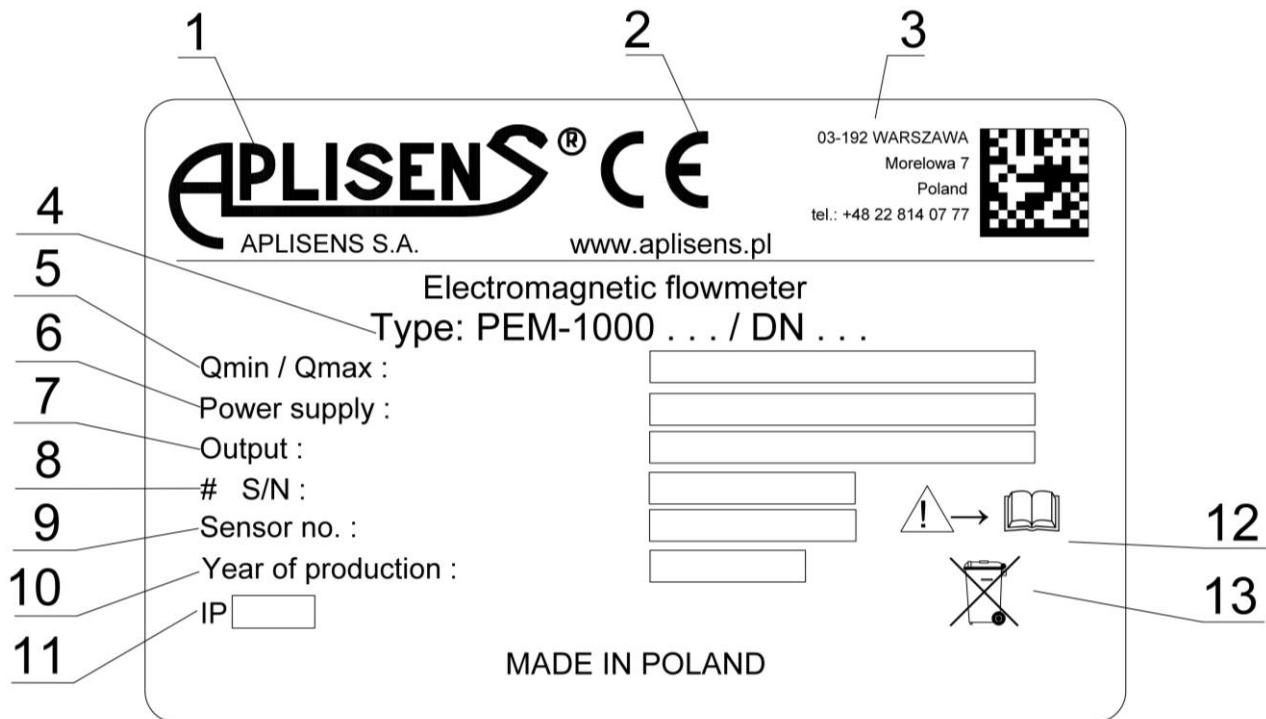 1
2
3
APLISENS® CE
03-192 WARSZAWA
Morelowa 7
Poland
tel.: +48 22 814 07 77
APLISENS S.A.
www.aplisens.pl
4
Electromagnetic flowmeter
Type: PEM-1000 . . . / DN . . .
5
Qmin / Qmax :
6
Power supply :
7
Output :
8
# S/N :
9
Sensor no. :
10
Year of production :
11
IP
!
12
13
MADE IN POLAND